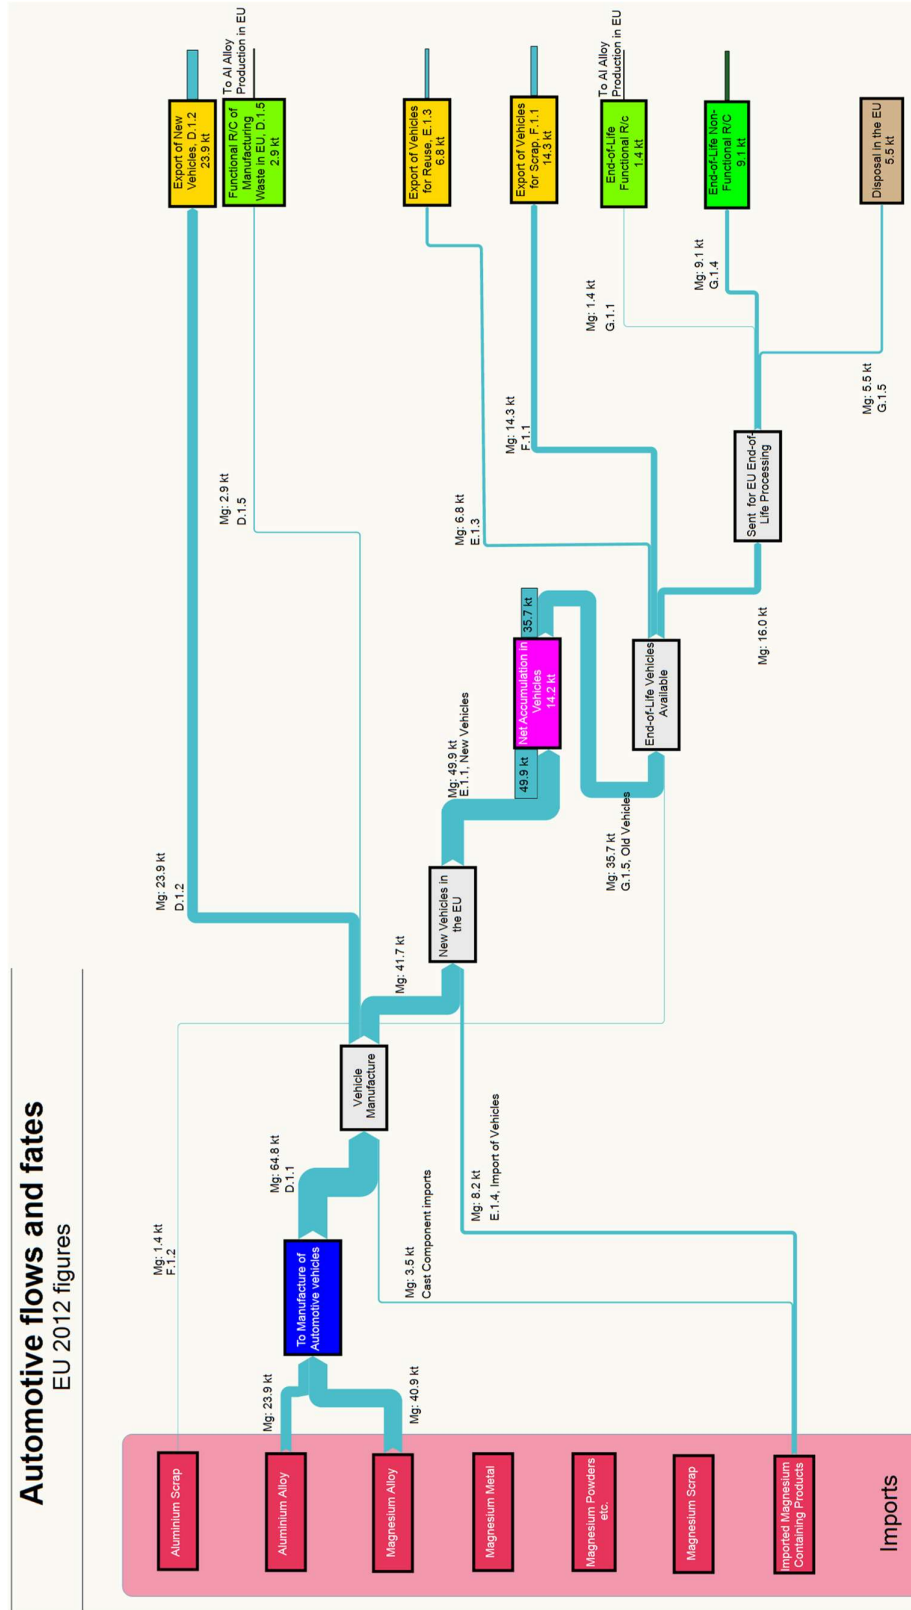 Automotive flows and fates
EU 2012 figures
Imports
Aluminium Scrap
Aluminium Alloy
Magnesium Alloy
Magnesium Metal
Magnesium Powders
etc.
Magnesium Scrap
Imported Magnesium
Containing Products
Mg: 1.4 kt
F.1.2
Mg: 23.9 kt
Mg: 40.9 kt
To Manufacture of
Automotive vehicles
Mg: 64.8 kt
D.1.1
Mg: 3.5 kt
Cast Component imports
Mg: 8.2 kt
E.1.4, Import of Vehicles
Vehicle
Manufacture
Mg: 23.9 kt
D.1.2
Mg: 41.7 kt
New Vehicles in
the EU
Mg: 49.9 kt
E.1.1, New Vehicles
49.9 kt
Net Accumulation in
Vehicles
14.2 kt
35.7 kt
Mg: 35.7 kt
G.1.5, Old Vehicles
End-of-Life Vehicles
Available
Mg: 2.9 kt
D.1.5
Mg: 6.8 kt
E.1.3
Mg: 14.3 kt
F.1.1
Mg: 16.0 kt
Sent for EU End-of-
Life Processing
Mg: 1.4 kt
G.1.1
Mg: 9.1 kt
G.1.4
Mg: 5.5 kt
G.1.5
Export of New
Vehicles, D.1.2
23.9 kt
Functional R/C of
Manufacturing
Waste in EU, D.1.5
2.9 kt
To Al Alloy
Production in EU
Export of Vehicles
for Reuse, E.1.3
6.8 kt
Export of Vehicles
for Scrap, F.1.1
14.3 kt
End-of-Life
Functional R/c
1.4 kt
To Al Alloy
Production in EU
End-of-Life Non-
Functional R/C
9.1 kt
Disposal in the EU
5.5 kt